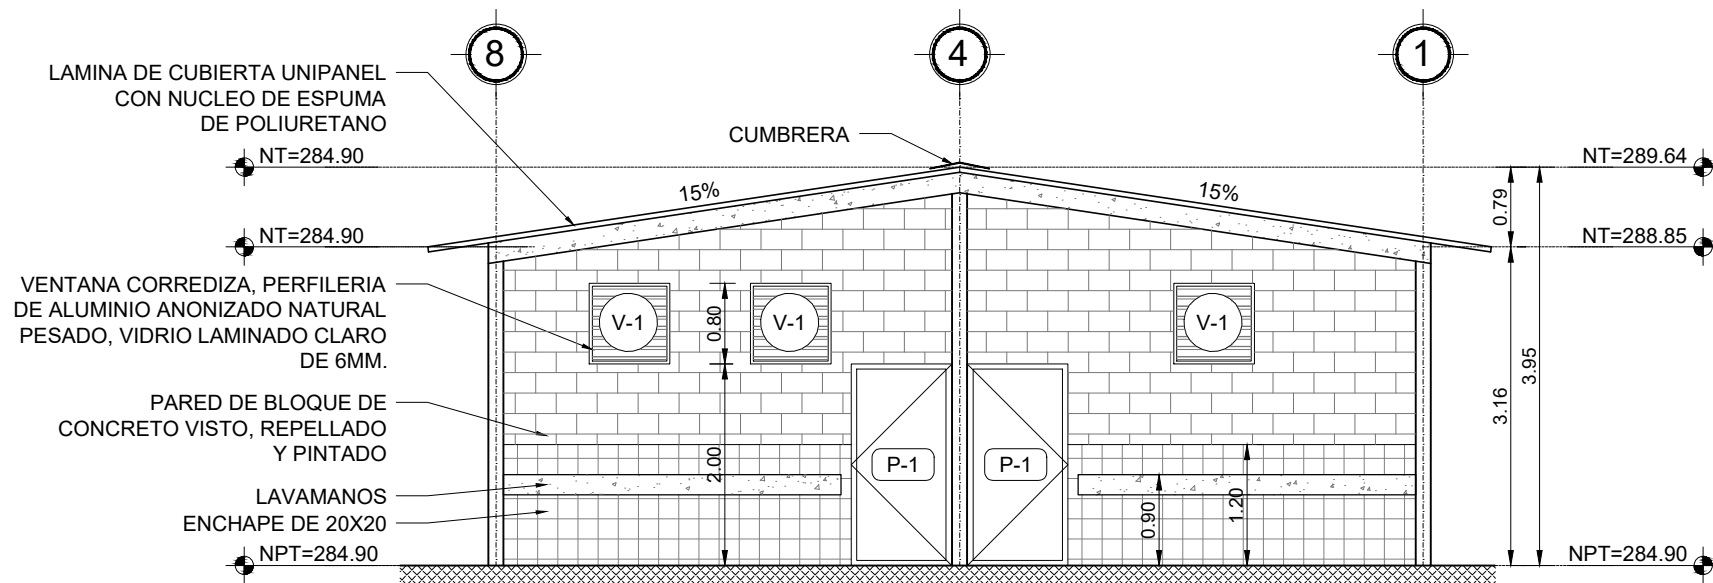 8
4
1
LAMINA DE CUBIERTA UNIPANEL
CON NUCLEO DE ESPUMA
DE POLIURETANO
CUMBRERA
NT=284.90
NT=289.64
15%
15%
0.79
NT=284.90
NT=288.85
VENTANA CORREDIZA, PERFILERIA
DE ALUMINIO ANONIZADO NATURAL
PESADO, VIDRIO LAMINADO CLARO
DE 6MM.
V-1
V-1
0.80
V-1
3.95
3.16
PARED DE BLOQUE DE
CONCRETO VISTO, REPELLADO
Y PINTADO
2.00
P-1
P-1
LAVAMANOS
ENCHAPE DE 20X20
0.90
1.20
NPT=284.90
NPT=284.90